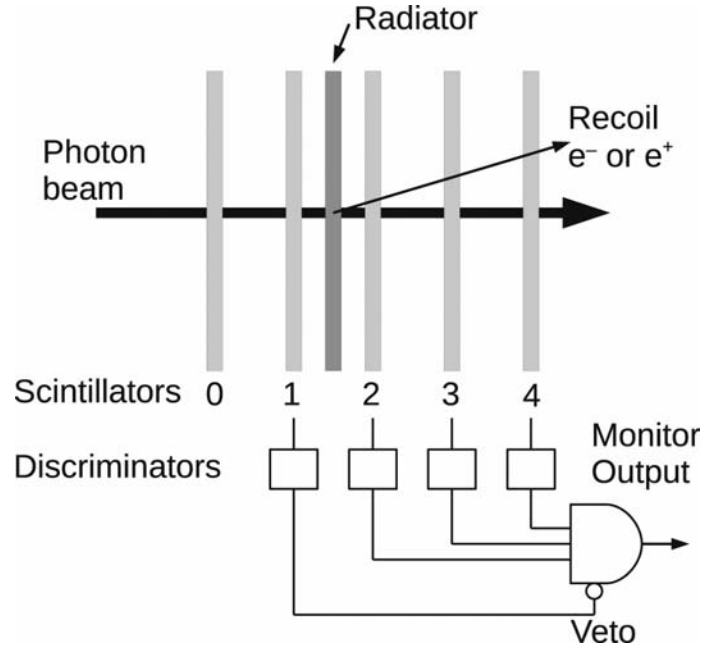 Radiator
Photon
beam
Recoil
e⁻ or e⁺
Scintillators 0 1 2 3 4
Discriminators
Monitor
Output
Veto